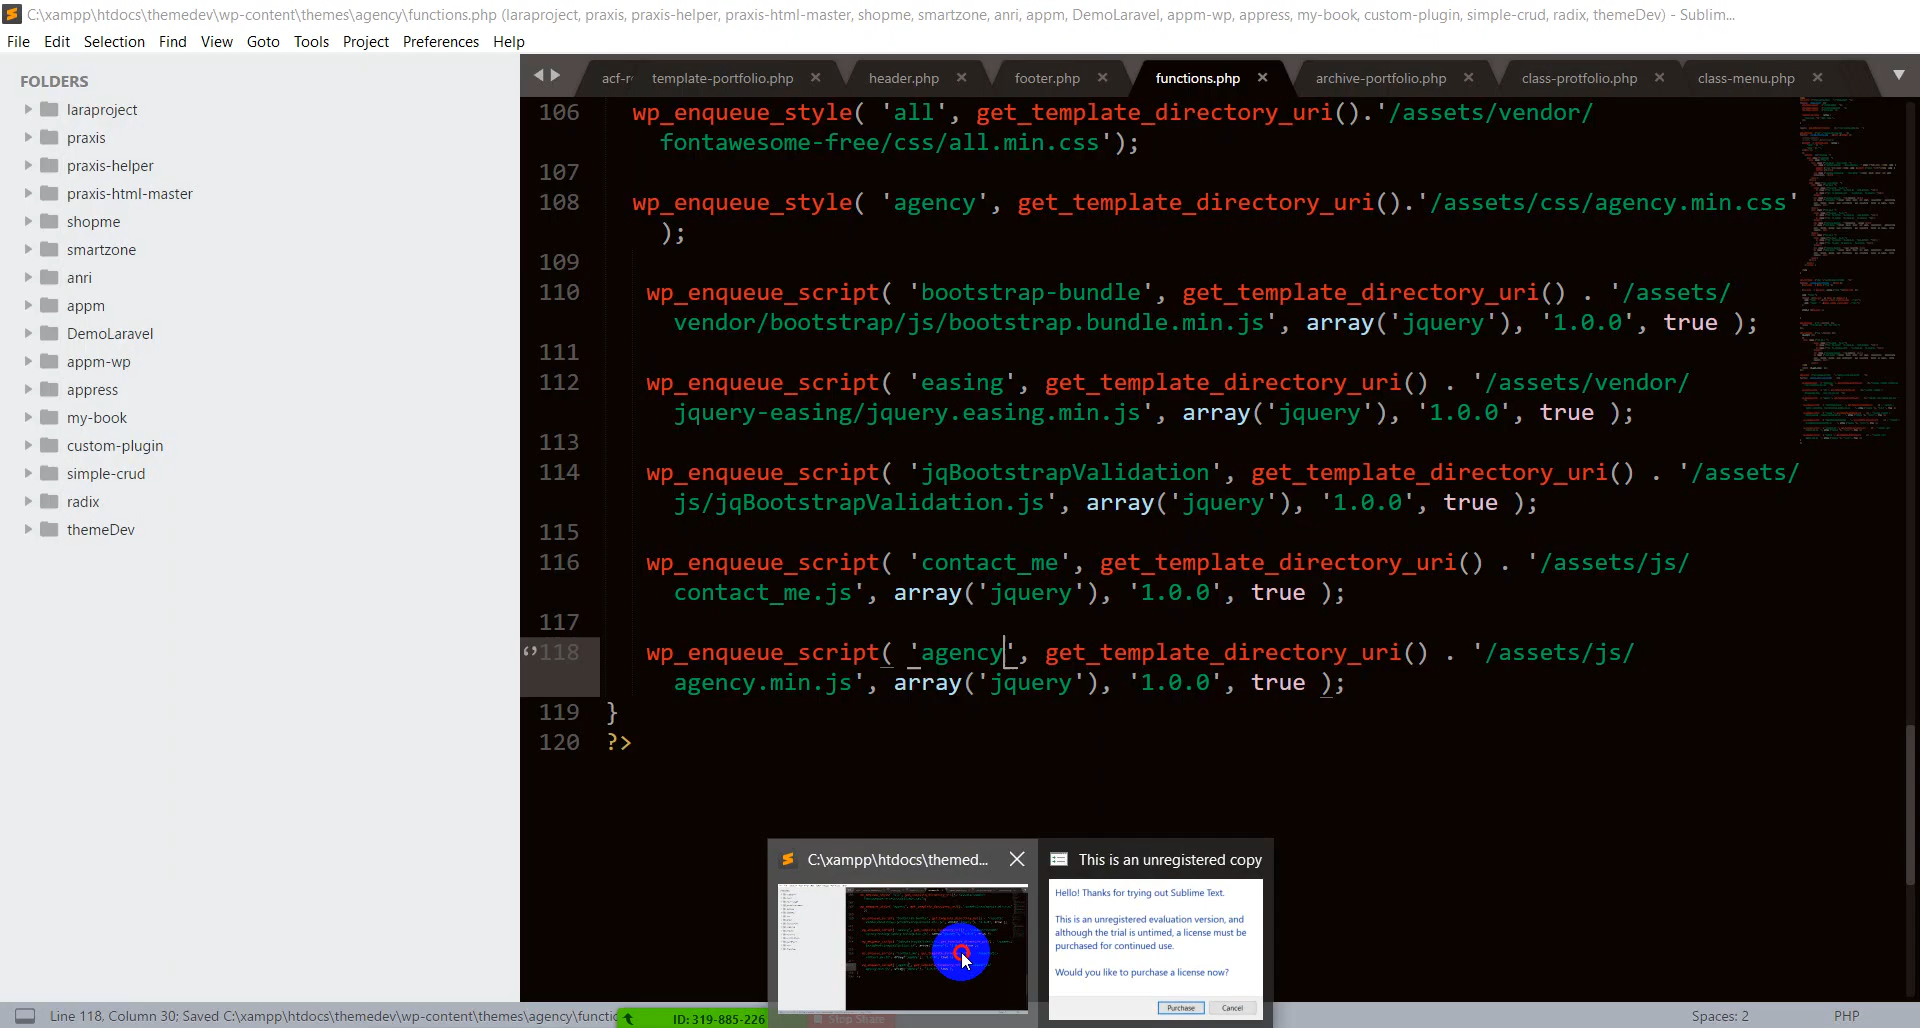 C:\xampp\htdocs\themedev\wp-content\themes\agency\functions.php (laraproject, praxis, praxis-helper, praxis-html-master, shopme, smartzone, anri, appm, DemoLaravel, appm-wp, appress, my-book, custom-plugin, simple-crud, radix, themeDev) - Sublim...
File Edit Selection Find View Goto Tools Project Preferences Help
FOLDERS
laraproject
praxis
praxis-helper
praxis-html-master
shopme
smartzone
anri
appm
DemoLaravel
appm-wp
appress
my-book
custom-plugin
simple-crud
radix
themeDev
acf-r template-portfolio.php header.php footer.php functions.php archive-portfolio.php class-protfolio.php class-menu.php
106 wp_enqueue_style( 'all', get_template_directory_uri().'/assets/vendor/
fontawesome-free/css/all.min.css');
107
108 wp_enqueue_style( 'agency', get_template_directory_uri().'/assets/css/agency.min.css'
);
109
110 wp_enqueue_script( 'bootstrap-bundle', get_template_directory_uri() . '/assets/
vendor/bootstrap/js/bootstrap.bundle.min.js', array('jquery'), '1.0.0', true );
111
112 wp_enqueue_script( 'easing', get_template_directory_uri() . '/assets/vendor/
jquery-easing/jquery.easing.min.js', array('jquery'), '1.0.0', true );
113
114 wp_enqueue_script( 'jqBootstrapValidation', get_template_directory_uri() . '/assets/
js/jqBootstrapValidation.js', array('jquery'), '1.0.0', true );
115
116 wp_enqueue_script( 'contact_me', get_template_directory_uri() . '/assets/js/
contact_me.js', array('jquery'), '1.0.0', true );
117
118 wp_enqueue_script( 'agency', get_template_directory_uri() . '/assets/js/
agency.min.js', array('jquery'), '1.0.0', true );
119 }
120 ?>
C:\xampp\htdocs\themed...
This is an unregistered copy
Hello! Thanks for trying out Sublime Text.
This is an unregistered evaluation version, and
although the trial is untimed, a license must be
purchased for continued use.
Would you like to purchase a license now?
Purchase Cancel
Line 118, Column 30; Saved C:\xampp\htdocs\themedev\wp-content\themes\agency\functic
ID: 319-885-226
Stop Share
Spaces: 2
PHP